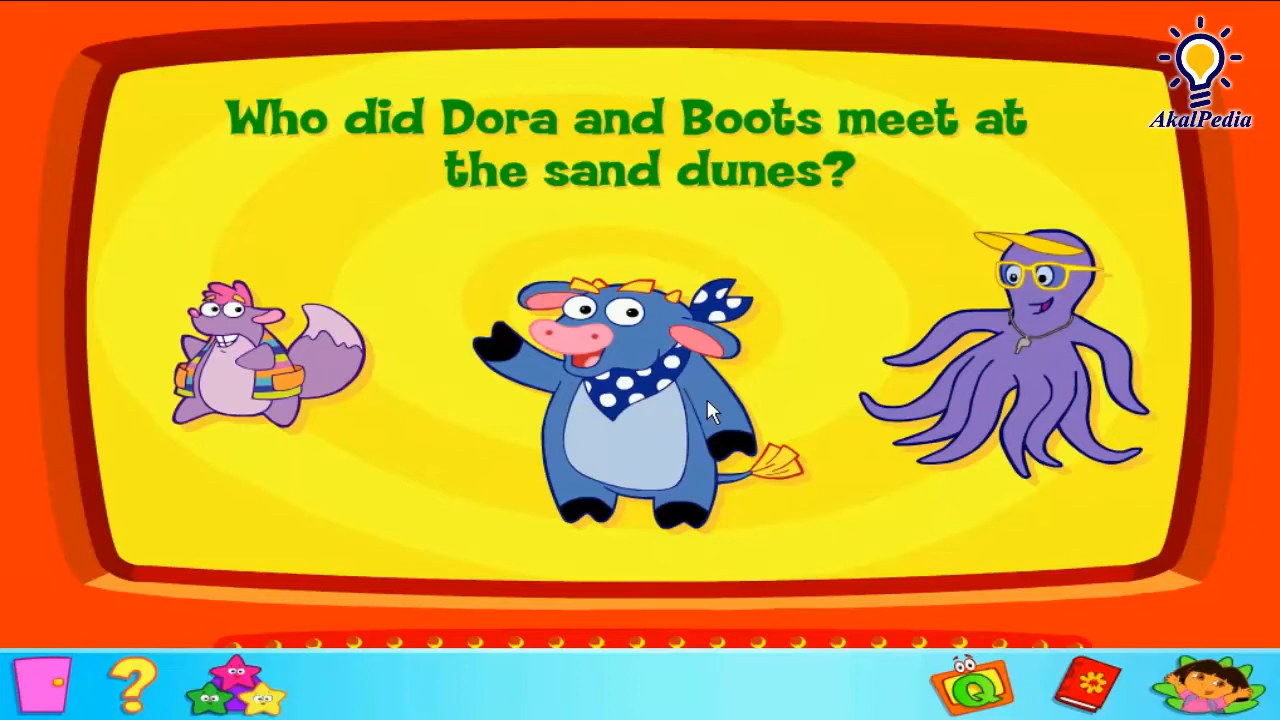 Who did Dora and Boots meet at
the sand dunes?
AkalPedia
?
Q